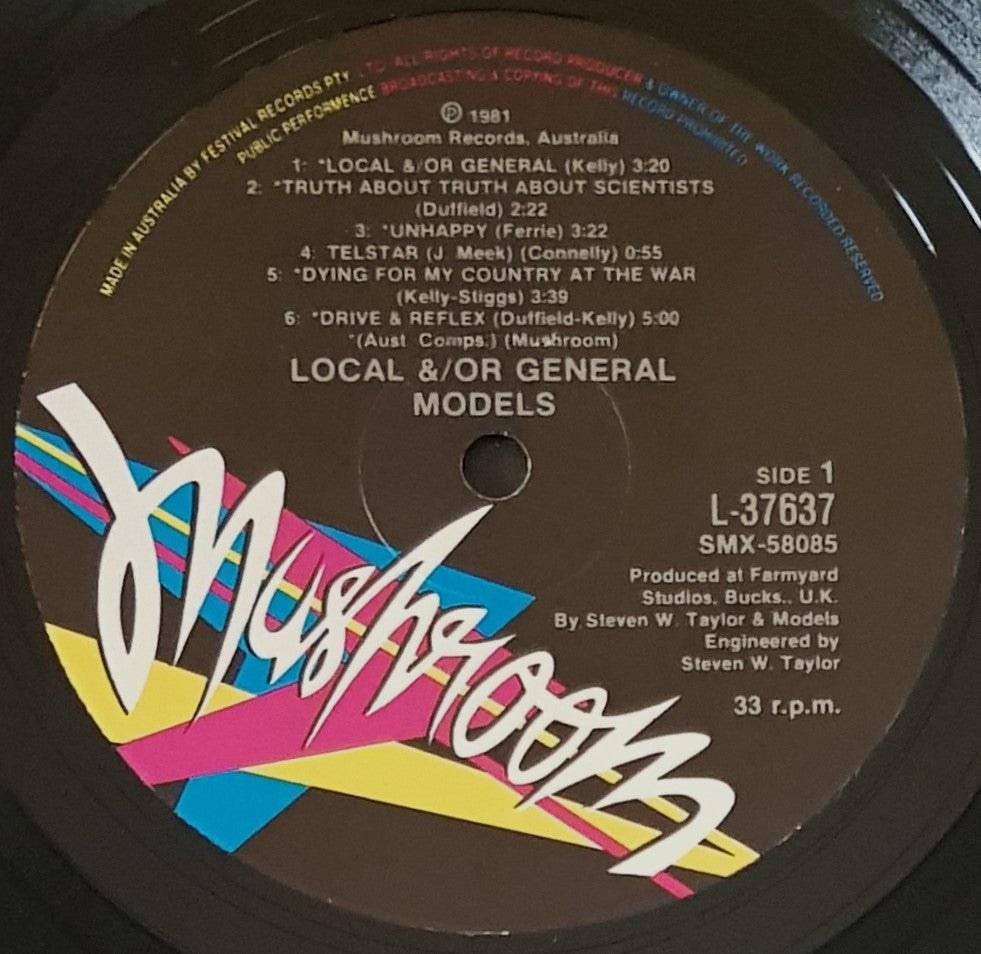 MADE IN AUSTRALIA BY FESTIVAL RECORDS PTY. LTD. ALL RIGHTS OF RECORD PRODUCER & OWNER OF THE WORK RECORDED RESERVED
PUBLIC PERFORMENCE BROADCASTING & COPYING OF THIS RECORD PROHIBITED
℗ 1981
Mushroom Records, Australia
1: *LOCAL &/OR GENERAL (Kelly) 3:20
2: *TRUTH ABOUT TRUTH ABOUT SCIENTISTS
(Duffield) 2:22
3: *UNHAPPY (Ferrie) 3:22
4: TELSTAR (J. Meek) (Connelly) 0:55
5: *DYING FOR MY COUNTRY AT THE WAR
(Kelly-Stiggs) 3:39
6: *DRIVE & REFLEX (Duffield-Kelly) 5:00
*(Aust. Comps.) (Mushroom)
LOCAL &/OR GENERAL
MODELS
SIDE 1
L-37637
SMX-58085
Produced at Farmyard
Studios, Bucks., U.K.
By Steven W. Taylor & Models
Engineered by
Steven W. Taylor
33 r.p.m.
Mushroom